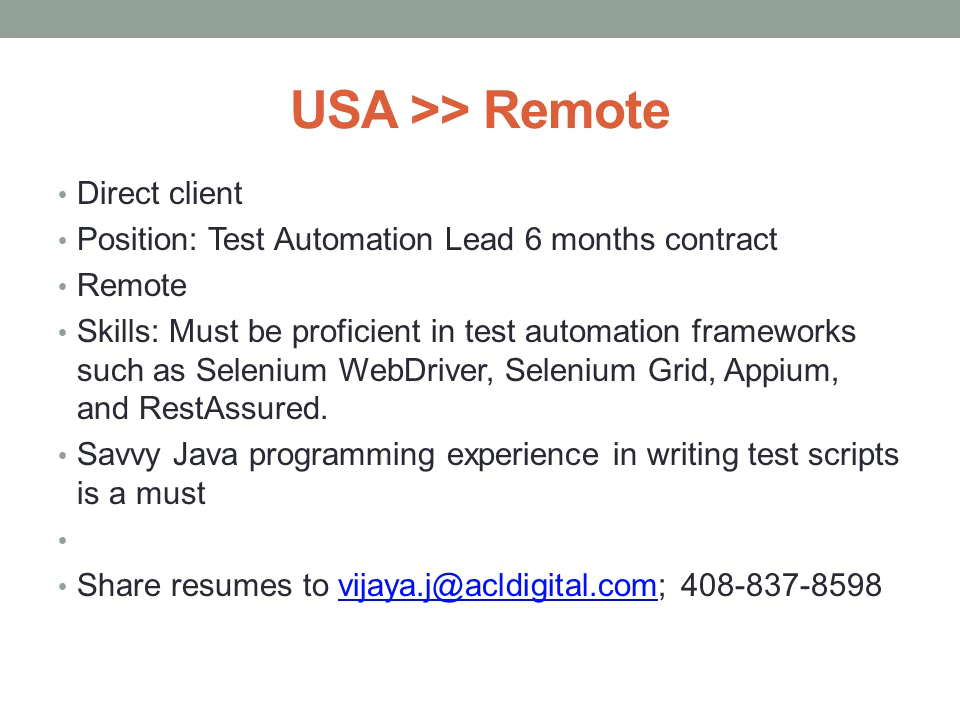 USA >> Remote
• Direct client
• Position: Test Automation Lead 6 months contract
• Remote
• Skills: Must be proficient in test automation frameworks
such as Selenium WebDriver, Selenium Grid, Appium,
and RestAssured.
• Savvy Java programming experience in writing test scripts
is a must
•
• Share resumes to vijaya.j@acldigital.com; 408-837-8598